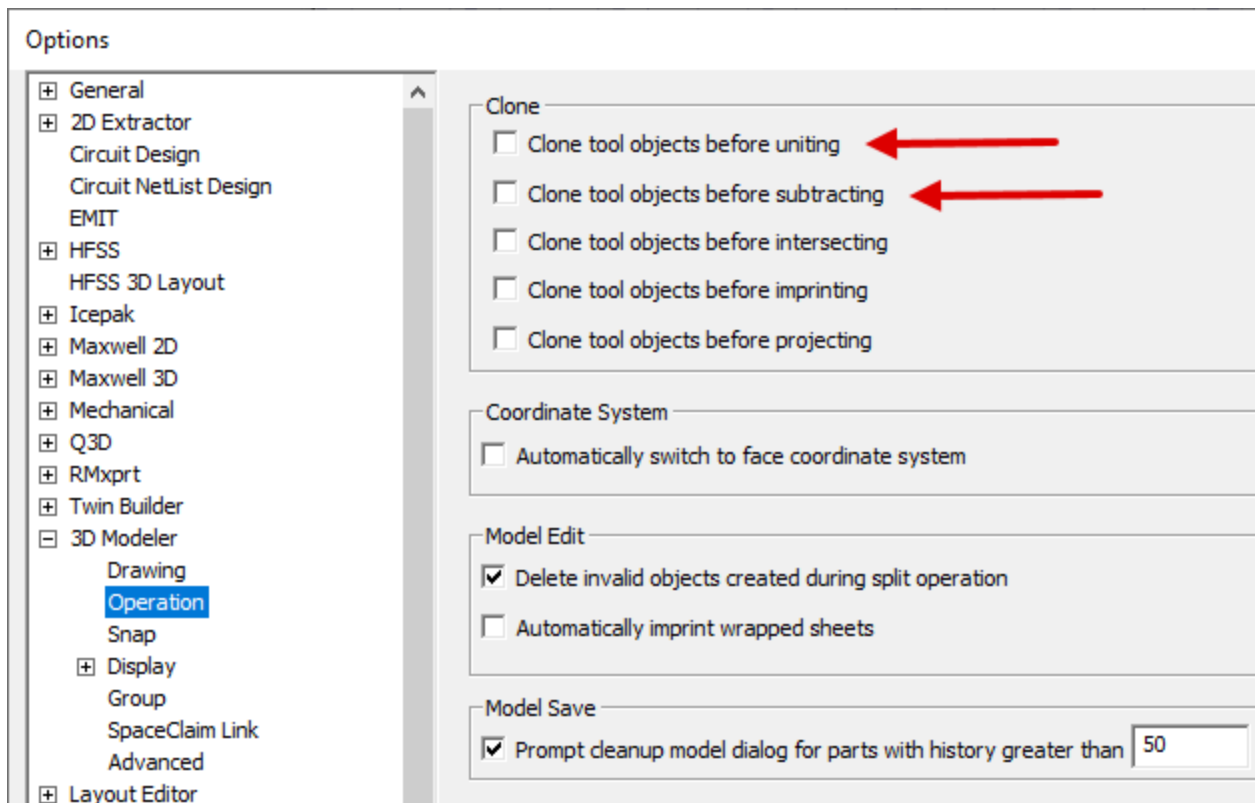 Options
General
2D Extractor
Circuit Design
Circuit NetList Design
EMIT
HFSS
HFSS 3D Layout
Icepak
Maxwell 2D
Maxwell 3D
Mechanical
Q3D
RMxprt
Twin Builder
3D Modeler
Drawing
Operation
Snap
Display
Group
SpaceClaim Link
Advanced
Layout Editor
Clone
Clone tool objects before uniting
Clone tool objects before subtracting
Clone tool objects before intersecting
Clone tool objects before imprinting
Clone tool objects before projecting
Coordinate System
Automatically switch to face coordinate system
Model Edit
Delete invalid objects created during split operation
Automatically imprint wrapped sheets
Model Save
Prompt cleanup model dialog for parts with history greater than 50